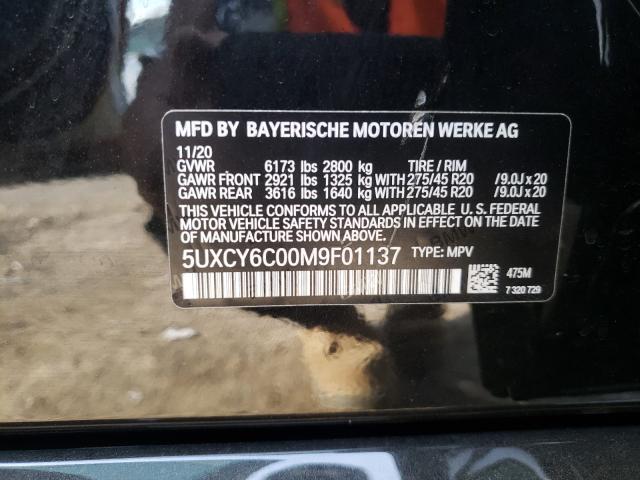 MFD BY BAYERISCHE MOTOREN WERKE AG
11/20
GVWR 6173 lbs 2800 kg TIRE / RIM
GAWR FRONT 2921 lbs 1325 kg WITH 275/45 R20 /9.0J x 20
GAWR REAR 3616 lbs 1640 kg WITH 275/45 R20 /9.0J x 20
THIS VEHICLE CONFORMS TO ALL APPLICABLE U. S. FEDERAL
MOTOR VEHICLE SAFETY STANDARDS IN EFFECT ON
THE DATE OF MANUFACTURE SHOWN ABOVE.
5UXCY6C00M9F01137 TYPE: MPV
475M
7 320 729